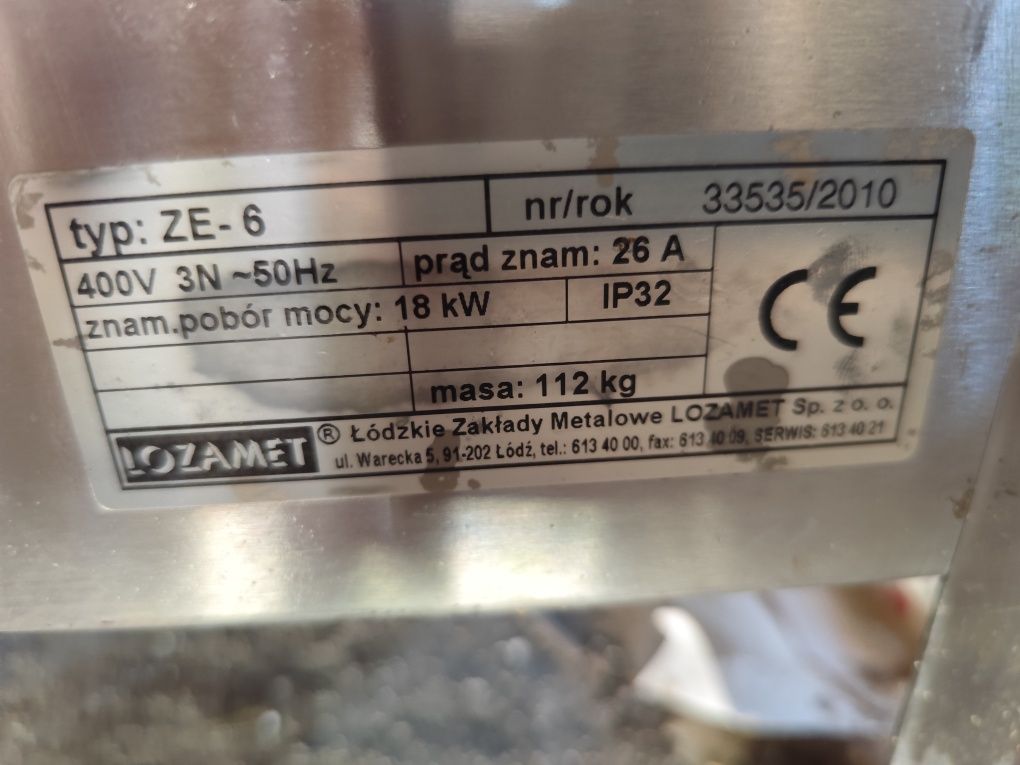 typ: ZE- 6
nr/rok 33535/2010
400V 3N ~50Hz
prąd znam: 26 A
znam.pobór mocy: 18 kW
IP32
CE
masa: 112 kg
LOZAMET ® Łódzkie Zakłady Metalowe LOZAMET Sp. z o. o.
ul. Warecka 5, 91-202 Łódź, tel.: 613 40 00, fax: 613 40 09, SERWIS: 613 40 21